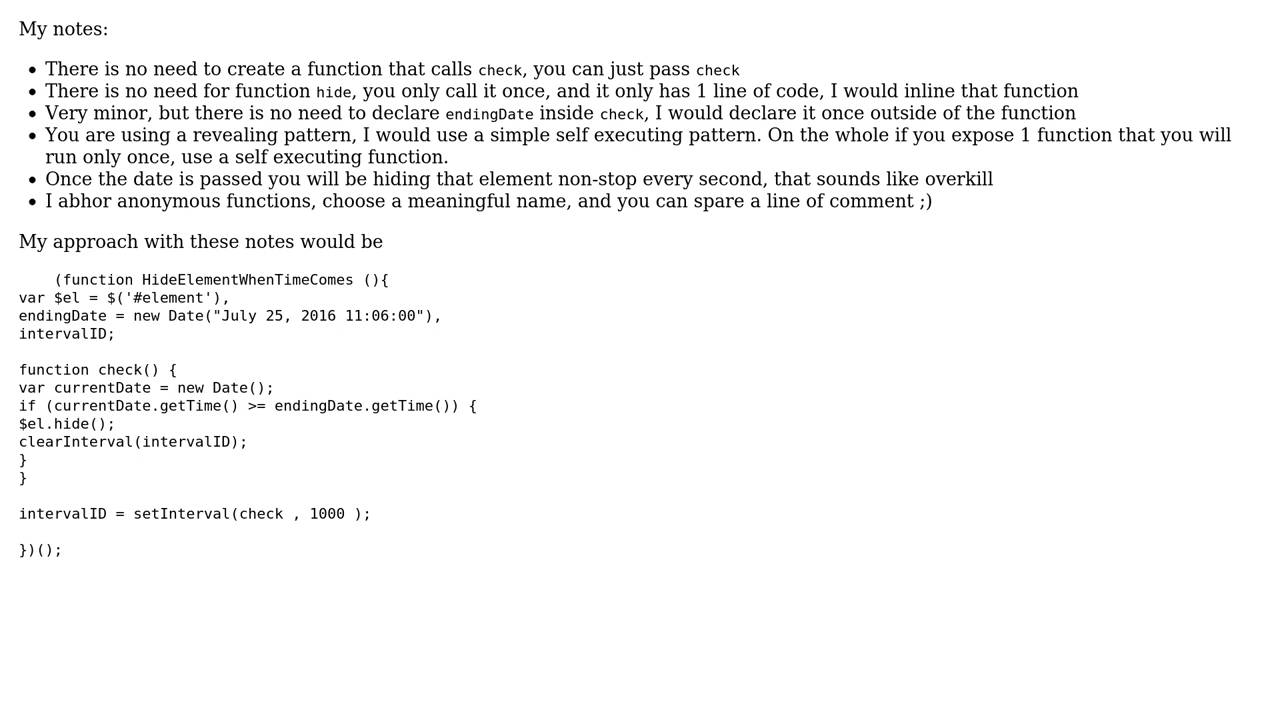 My notes:
• There is no need to create a function that calls check, you can just pass check
• There is no need for function hide, you only call it once, and it only has 1 line of code, I would inline that function
• Very minor, but there is no need to declare endingDate inside check, I would declare it once outside of the function
• You are using a revealing pattern, I would use a simple self executing pattern. On the whole if you expose 1 function that you will
run only once, use a self executing function.
• Once the date is passed you will be hiding that element non-stop every second, that sounds like overkill
• I abhor anonymous functions, choose a meaningful name, and you can spare a line of comment ;)
My approach with these notes would be
    (function HideElementWhenTimeComes (){
var $el = $('#element'),
endingDate = new Date("July 25, 2016 11:06:00"),
intervalID;

function check() {
var currentDate = new Date();
if (currentDate.getTime() >= endingDate.getTime()) {
$el.hide();
clearInterval(intervalID);
}
}

intervalID = setInterval(check , 1000 );

})();